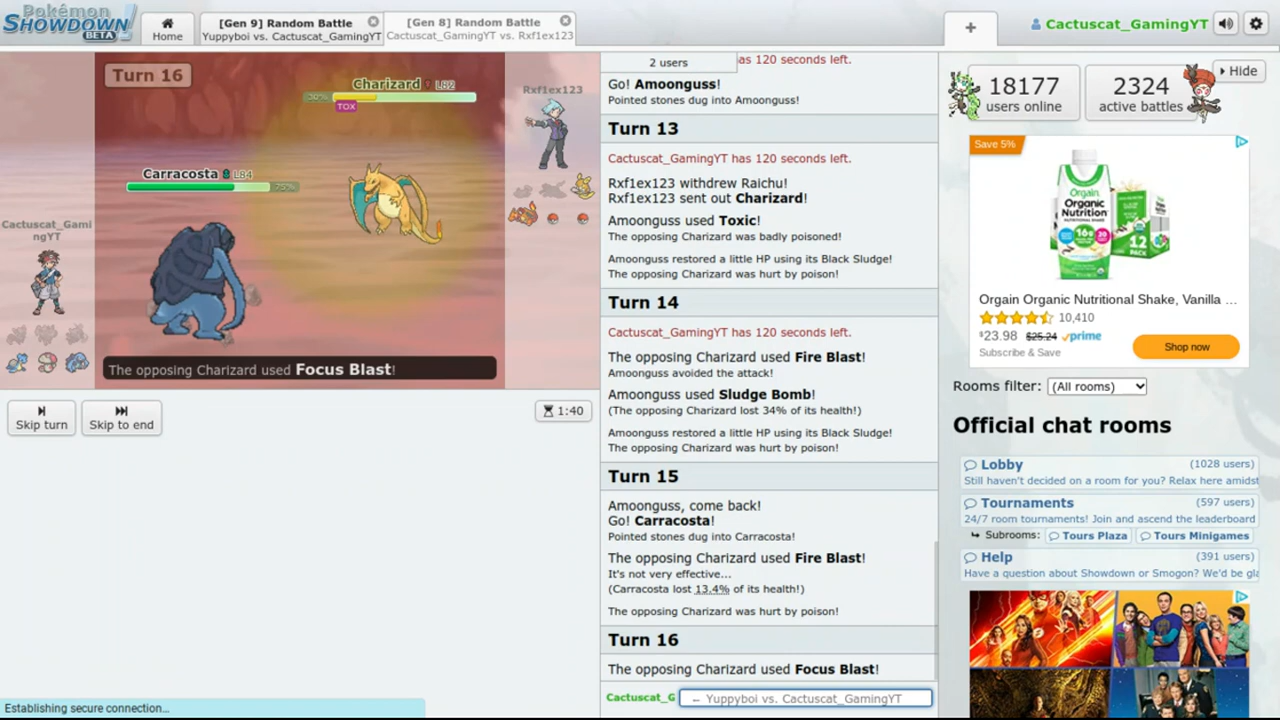 Pokémon
SHOWDOWN!
BETA
Home
[Gen 9] Random Battle
Yuppyboi vs. Cactuscat_GamingYT
[Gen 8] Random Battle
Cactuscat_GamingYT vs. Rxf1ex123
+
Cactuscat_GamingYT
Turn 16
Charizard L82
30%
TOX
Carracosta L84
75%
Rxf1ex123
Cactuscat_Gami
ngYT
The opposing Charizard used Focus Blast!
Skip turn
Skip to end
1:40
2 users
as 120 seconds left.
Go! Amoonguss!
Pointed stones dug into Amoonguss!
Turn 13
Cactuscat_GamingYT has 120 seconds left.
Rxf1ex123 withdrew Raichu!
Rxf1ex123 sent out Charizard!
Amoonguss used Toxic!
The opposing Charizard was badly poisoned!
Amoonguss restored a little HP using its Black Sludge!
The opposing Charizard was hurt by poison!
Turn 14
Cactuscat_GamingYT has 120 seconds left.
The opposing Charizard used Fire Blast!
Amoonguss avoided the attack!
Amoonguss used Sludge Bomb!
(The opposing Charizard lost 34% of its health!)
Amoonguss restored a little HP using its Black Sludge!
The opposing Charizard was hurt by poison!
Turn 15
Amoonguss, come back!
Go! Carracosta!
Pointed stones dug into Carracosta!
The opposing Charizard used Fire Blast!
It's not very effective...
(Carracosta lost 13.4% of its health!)
The opposing Charizard was hurt by poison!
Turn 16
The opposing Charizard used Focus Blast!
Cactuscat_G
← Yuppyboi vs. Cactuscat_GamingYT
Hide
18177
users online
2324
active battles
Save 5%
Orgain
Organic
Nutrition
16g
12
PACK
Orgain Organic Nutritional Shake, Vanilla ...
10,410
$23.98 $25.24 prime
Subscribe & Save
Shop now
Rooms filter: (All rooms)
Official chat rooms
Lobby (1028 users)
Still haven't decided on a room for you? Relax here amidst
Tournaments (597 users)
24/7 room tournaments! Join and ascend the leaderboard
Subrooms: Tours Plaza Tours Minigames
Help (391 users)
Have a question about Showdown or Smogon? We'd be gla
Establishing secure connection...